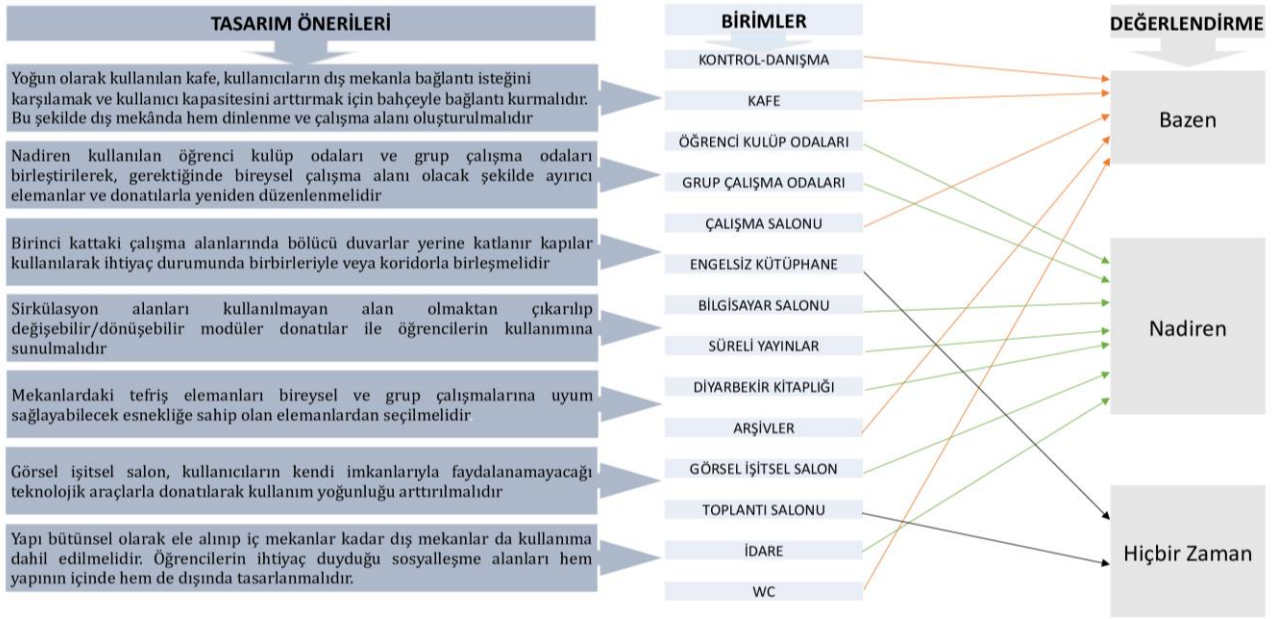 TASARIM ÖNERİLERİ
Yoğun olarak kullanılan kafe, kullanıcıların dış mekanla bağlantı isteğini
karşılamak ve kullanıcı kapasitesini arttırmak için bahçeyle bağlantı kurmalıdır.
Bu şekilde dış mekânda hem dinlenme ve çalışma alanı oluşturulmalıdır
Nadiren kullanılan öğrenci kulüp odaları ve grup çalışma odaları
birleştirilerek, gerektiğinde bireysel çalışma alanı olacak şekilde ayırıcı
elemanlar ve donatılarla yeniden düzenlenmelidir
Birinci kattaki çalışma alanlarında bölücü duvarlar yerine katlanır kapılar
kullanılarak ihtiyaç durumunda birbirleriyle veya koridorla birleşmelidir
Sirkülasyon alanları kullanılmayan alan olmaktan çıkarılıp
değişebilir/dönüşebilir modüler donatılar ile öğrencilerin kullanımına
sunulmalıdır
Mekanlardaki tefriş elemanları bireysel ve grup çalışmalarına uyum
sağlayabilecek esnekliğe sahip olan elemanlardan seçilmelidir
Görsel işitsel salon, kullanıcıların kendi imkanlarıyla faydalanamayacağı
teknolojik araçlarla donatılarak kullanım yoğunluğu arttırılmalıdır
Yapı bütünsel olarak ele alınıp iç mekanlar kadar dış mekanlar da kullanıma
dahil edilmelidir. Öğrencilerin ihtiyaç duyduğu sosyalleşme alanları hem
yapının içinde hem de dışında tasarlanmalıdır.
BİRİMLER
KONTROL-DANIŞMA
KAFE
ÖĞRENCİ KULÜP ODALARI
GRUP ÇALIŞMA ODALARI
ÇALIŞMA SALONU
ENGELSİZ KÜTÜPHANE
BİLGİSAYAR SALONU
SÜRELİ YAYINLAR
DİYARBEKİR KİTAPLIĞI
ARŞİVLER
GÖRSEL İŞİTSEL SALON
TOPLANTI SALONU
İDARE
WC
DEĞERLENDİRME
Bazen
Nadiren
Hiçbir Zaman